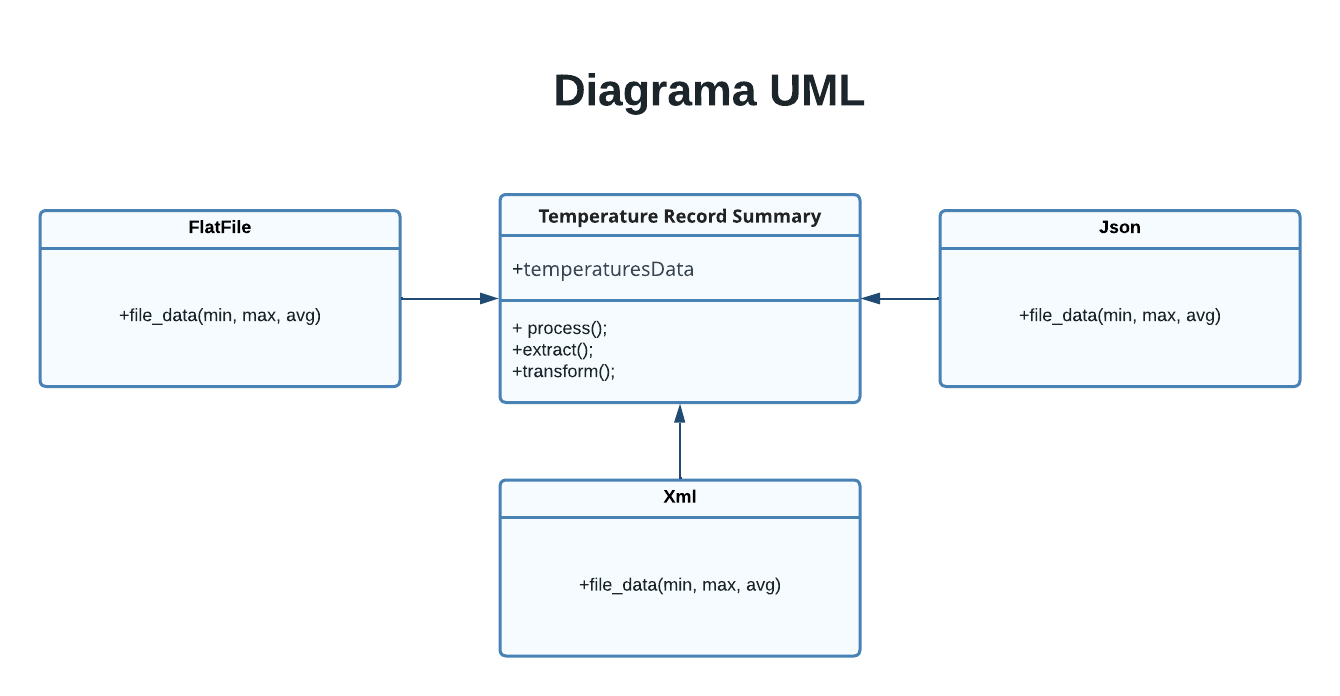 Diagrama UML
FlatFile
+file_data(min, max, avg)
Temperature Record Summary
+temperaturesData
+ process();
+extract();
+transform();
Json
+file_data(min, max, avg)
Xml
+file_data(min, max, avg)